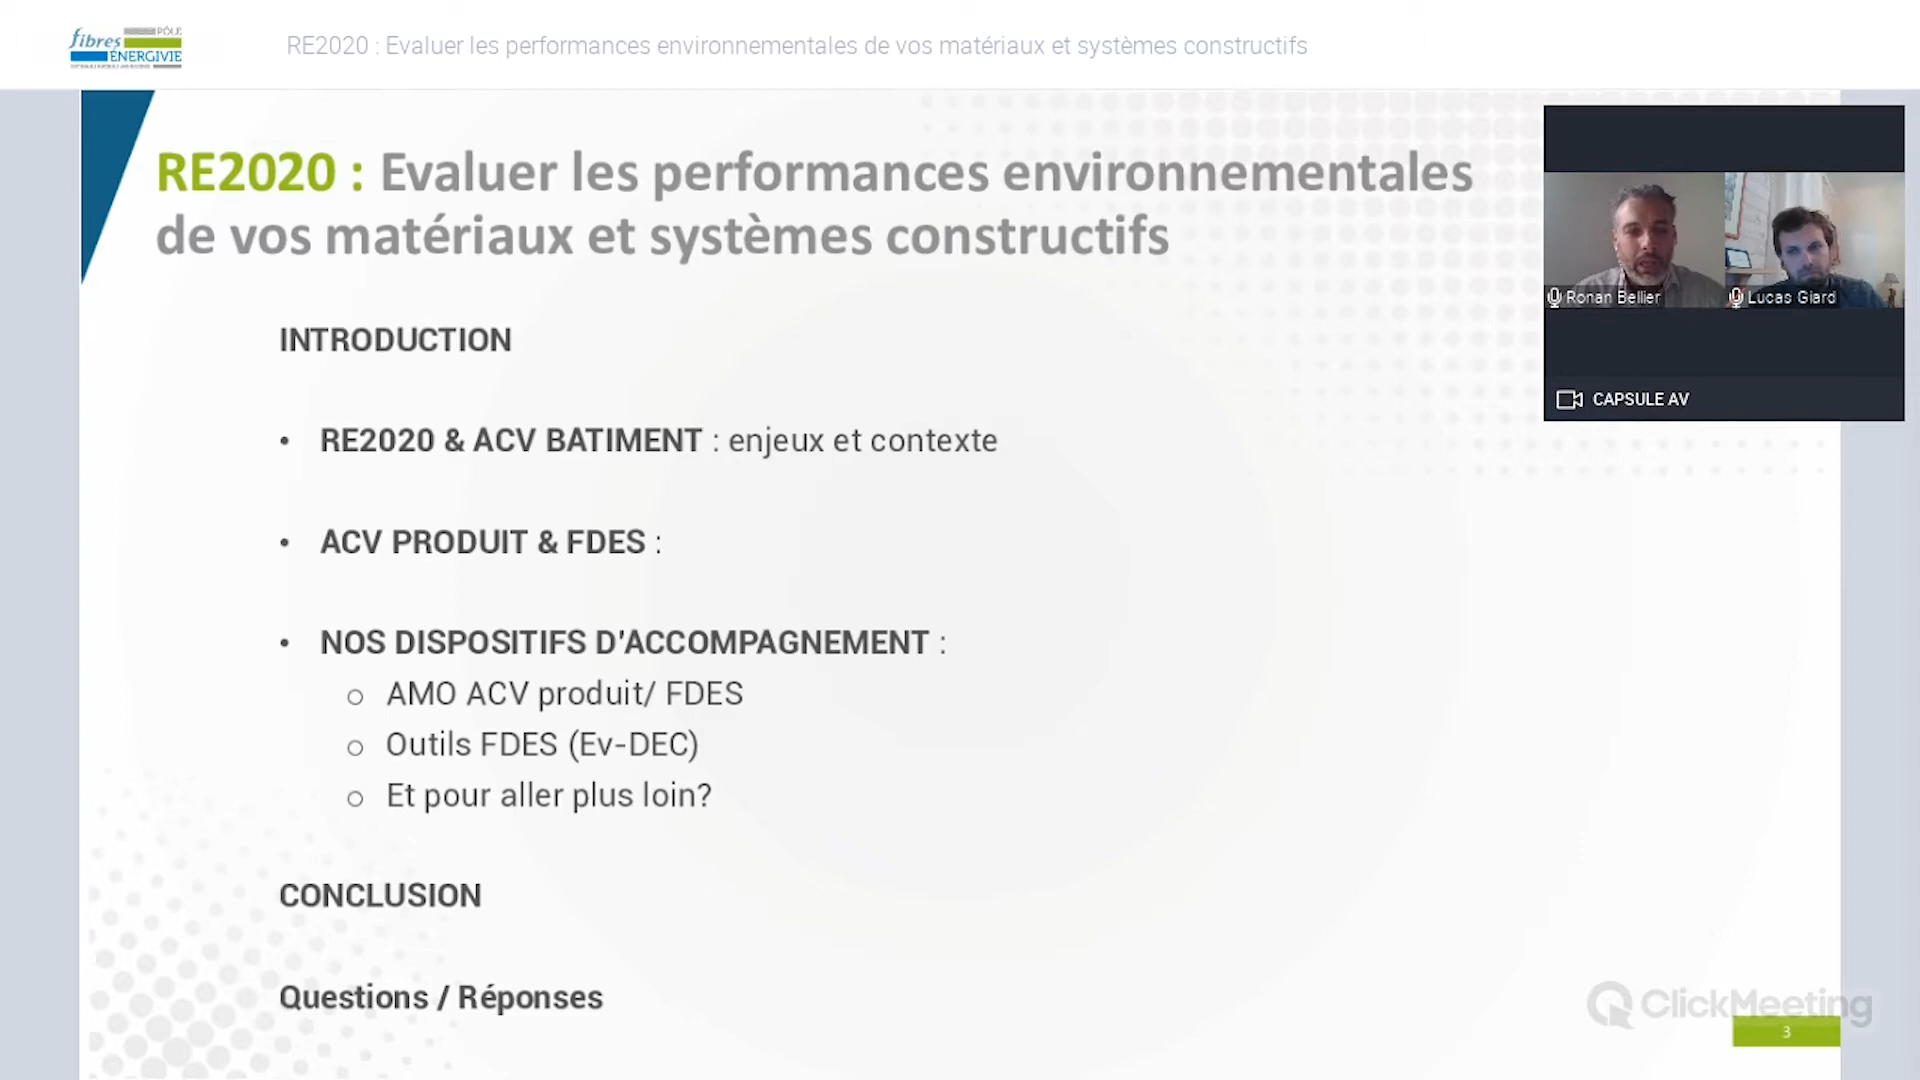 fibres
PÔLE
ÉNERGIVIE
RE2020 : Evaluer les performances environnementales de vos matériaux et systèmes constructifs
RE2020 : Evaluer les performances environnementales
de vos matériaux et systèmes constructifs
Ronan Bellier
Lucas Giard
CAPSULE AV
INTRODUCTION
• RE2020 & ACV BATIMENT : enjeux et contexte
• ACV PRODUIT & FDES :
• NOS DISPOSITIFS D'ACCOMPAGNEMENT :
o AMO ACV produit/ FDES
o Outils FDES (Ev-DEC)
o Et pour aller plus loin?
CONCLUSION
Questions / Réponses
ClickMeeting
3